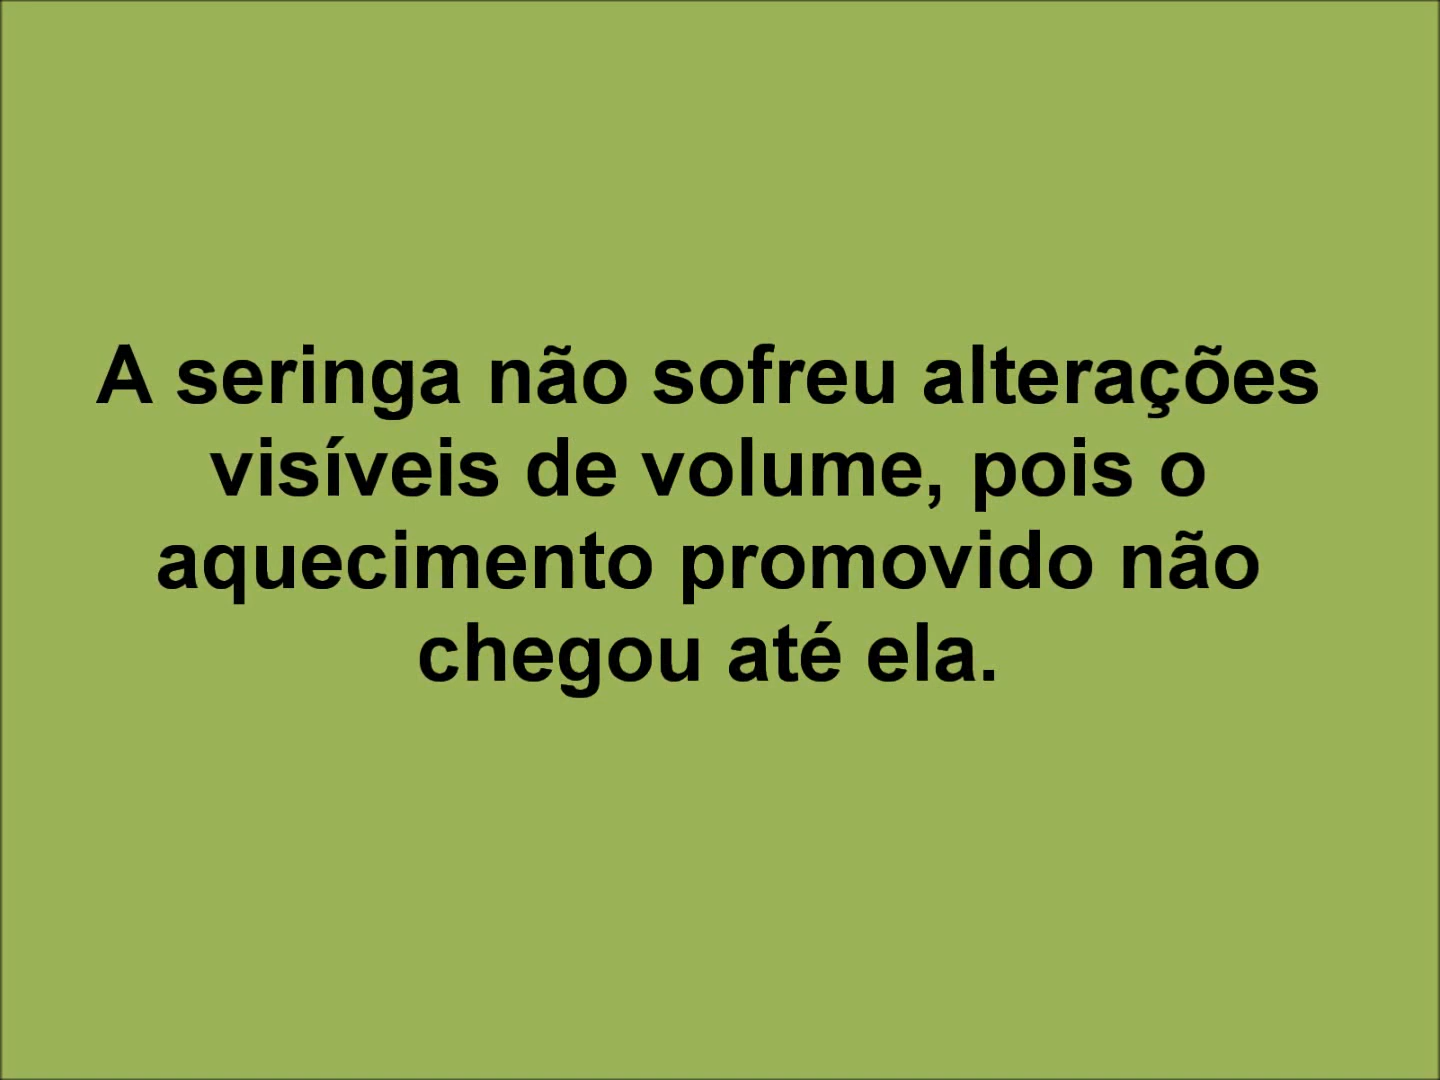 A seringa não sofreu alterações
visíveis de volume, pois o
aquecimento promovido não
chegou até ela.